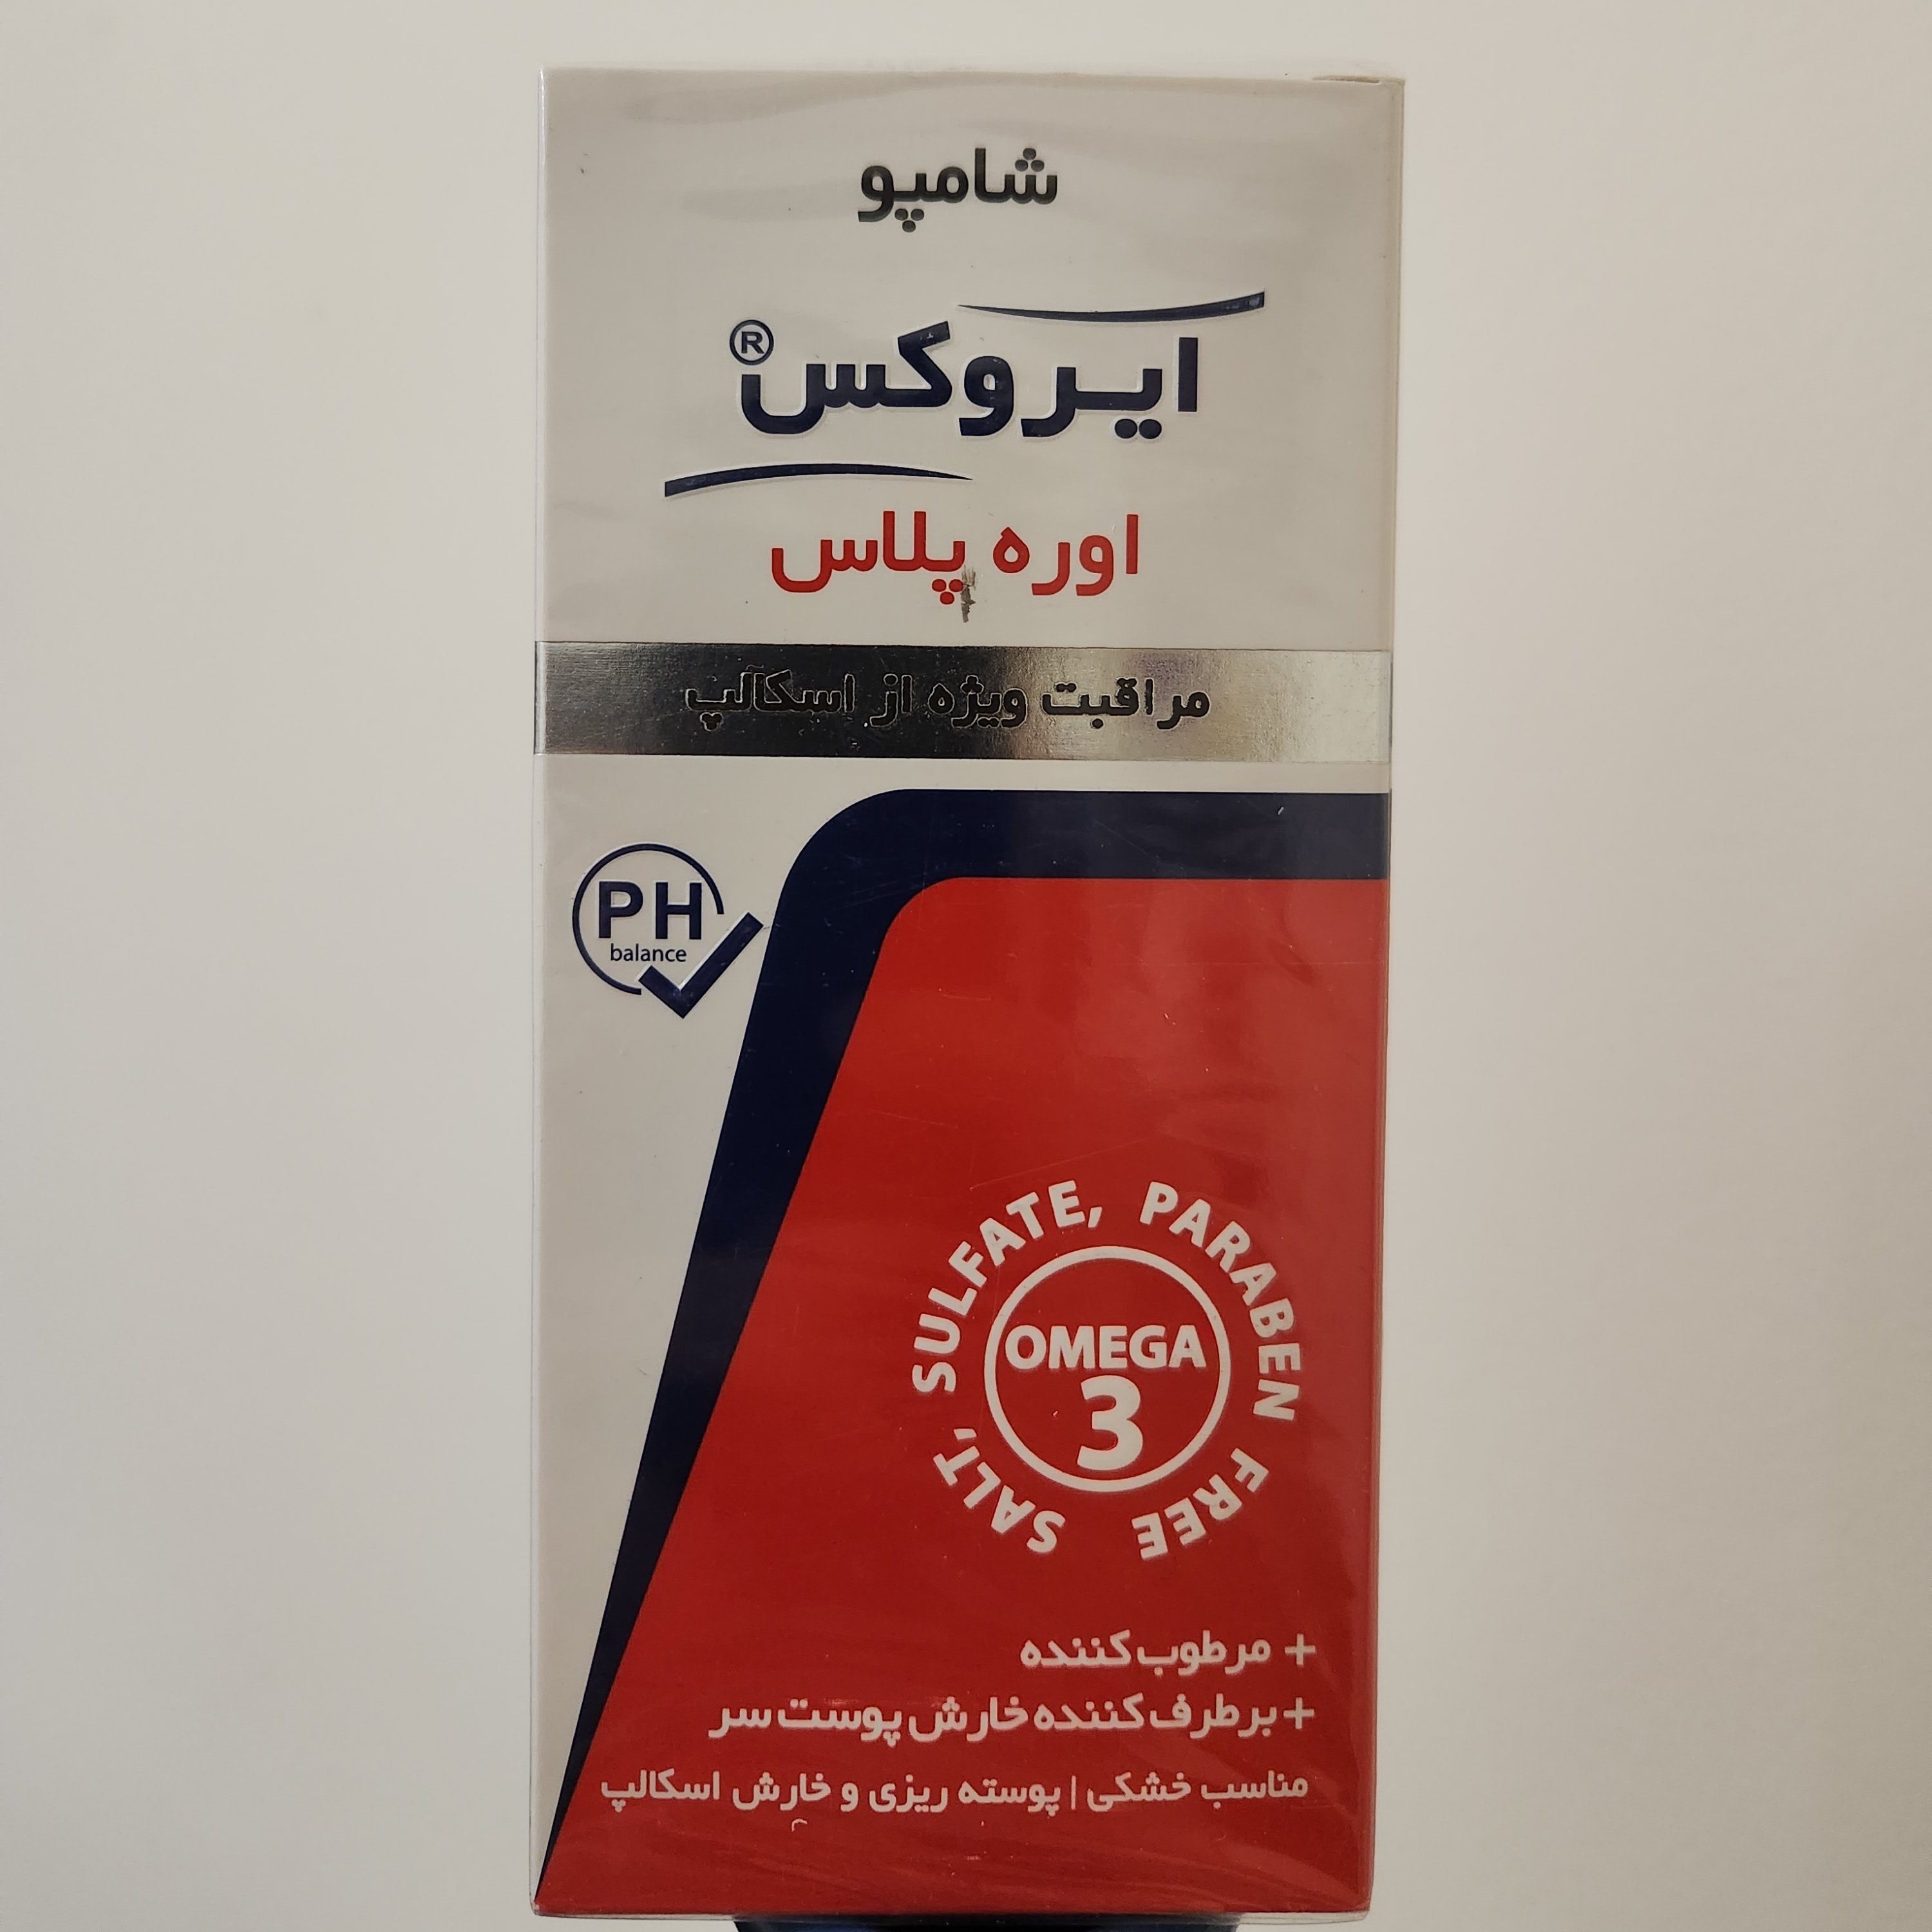 شامپو
ایروکس®
اوره پلاس
مراقبت ویژه از اسکالپ
PH
balance
SALT, SULFATE, PARABEN FREE
OMEGA
3
+ مرطوب‌کننده
+ برطرف‌کننده خارش پوست سر
مناسب خشکی | پوسته ریزی و خارش اسکالپ